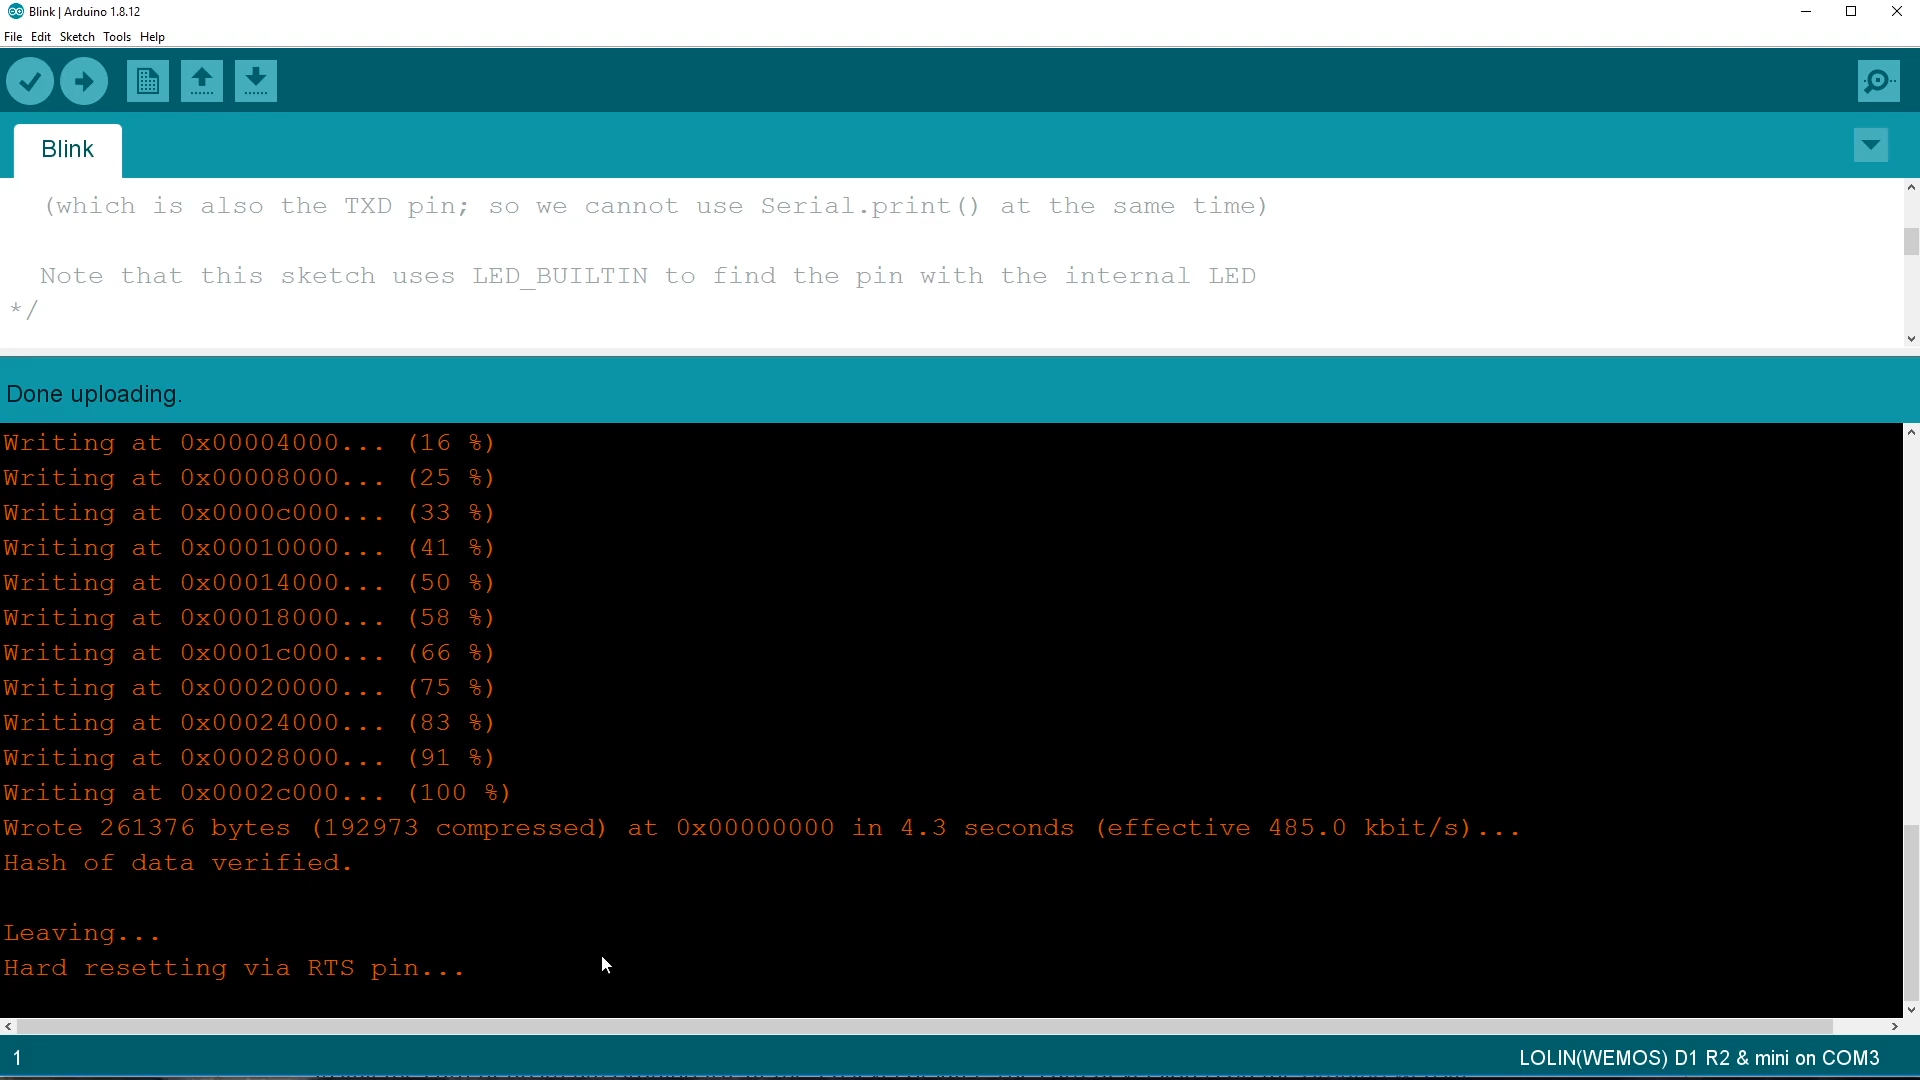 Blink | Arduino 1.8.12
File Edit Sketch Tools Help
Blink
(which is also the TXD pin; so we cannot use Serial.print() at the same time)
Note that this sketch uses LED_BUILTIN to find the pin with the internal LED
*/
Done uploading.
Writing at 0x00004000... (16 %)
Writing at 0x00008000... (25 %)
Writing at 0x0000c000... (33 %)
Writing at 0x00010000... (41 %)
Writing at 0x00014000... (50 %)
Writing at 0x00018000... (58 %)
Writing at 0x0001c000... (66 %)
Writing at 0x00020000... (75 %)
Writing at 0x00024000... (83 %)
Writing at 0x00028000... (91 %)
Writing at 0x0002c000... (100 %)
Wrote 261376 bytes (192973 compressed) at 0x00000000 in 4.3 seconds (effective 485.0 kbit/s)...
Hash of data verified.
Leaving...
Hard resetting via RTS pin...
1
LOLIN(WEMOS) D1 R2 & mini on COM3